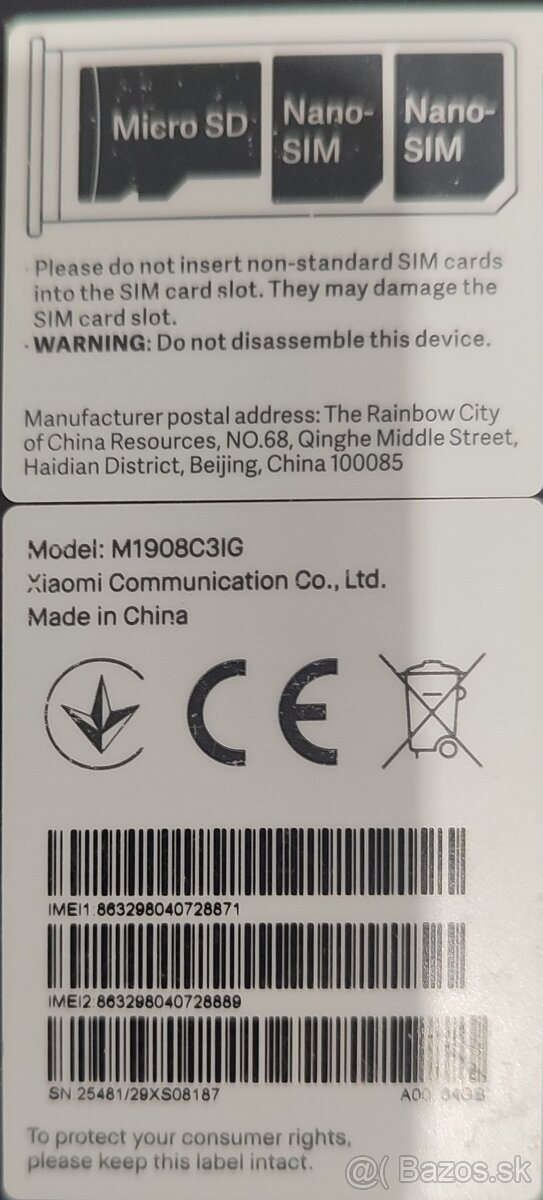 Micro SD
Nano-
SIM
Nano-
SIM
· Please do not insert non-standard SIM cards
into the SIM card slot. They may damage the
SIM card slot.
· WARNING: Do not disassemble this device.
Manufacturer postal address: The Rainbow City
of China Resources, NO.68, Qinghe Middle Street,
Haidian District, Beijing, China 100085
Model: M1908C3IG
Xiaomi Communication Co., Ltd.
Made in China
CE
IMEI1:863298040728871
IMEI2:863298040728889
SN:25481/29XS08187
A00 64GB
To protect your consumer rights,
please keep this label intact.
Bazos.sk